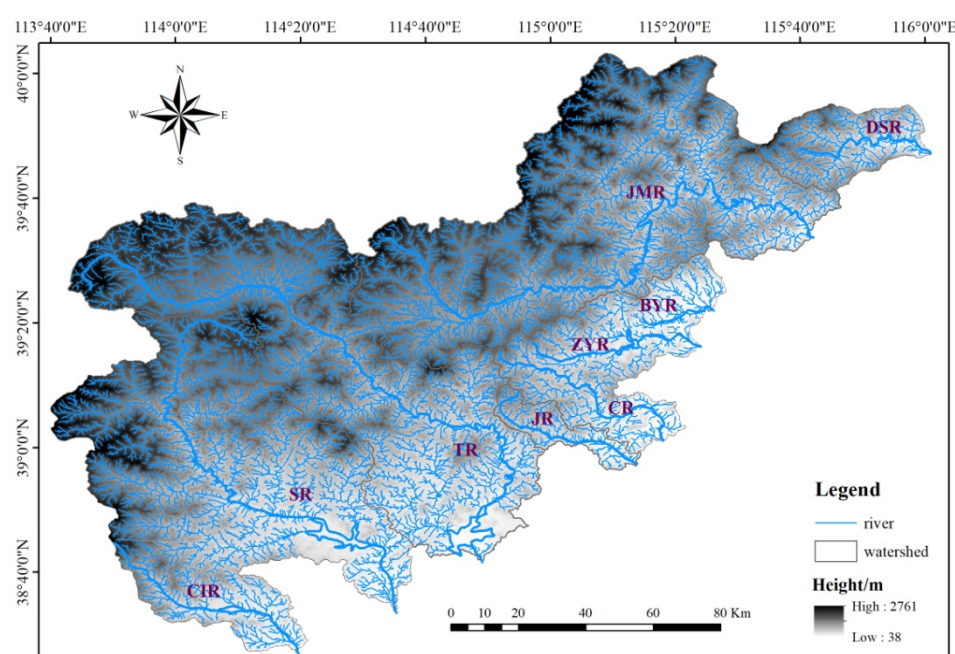 113°40'0"E 114°0'0"E 114°20'0"E 114°40'0"E 115°0'0"E 115°20'0"E 115°40'0"E 116°0'0"E
40°0'0"N
39°40'0"N
39°20'0"N
39°0'0"N
38°40'0"N
N
W E
S
DSR
JMR
BYR
ZYR
CR
JR
TR
SR
CIR
Legend
river
watershed
Height/m
High : 2761
Low : 38
0 10 20 40 60 80 Km